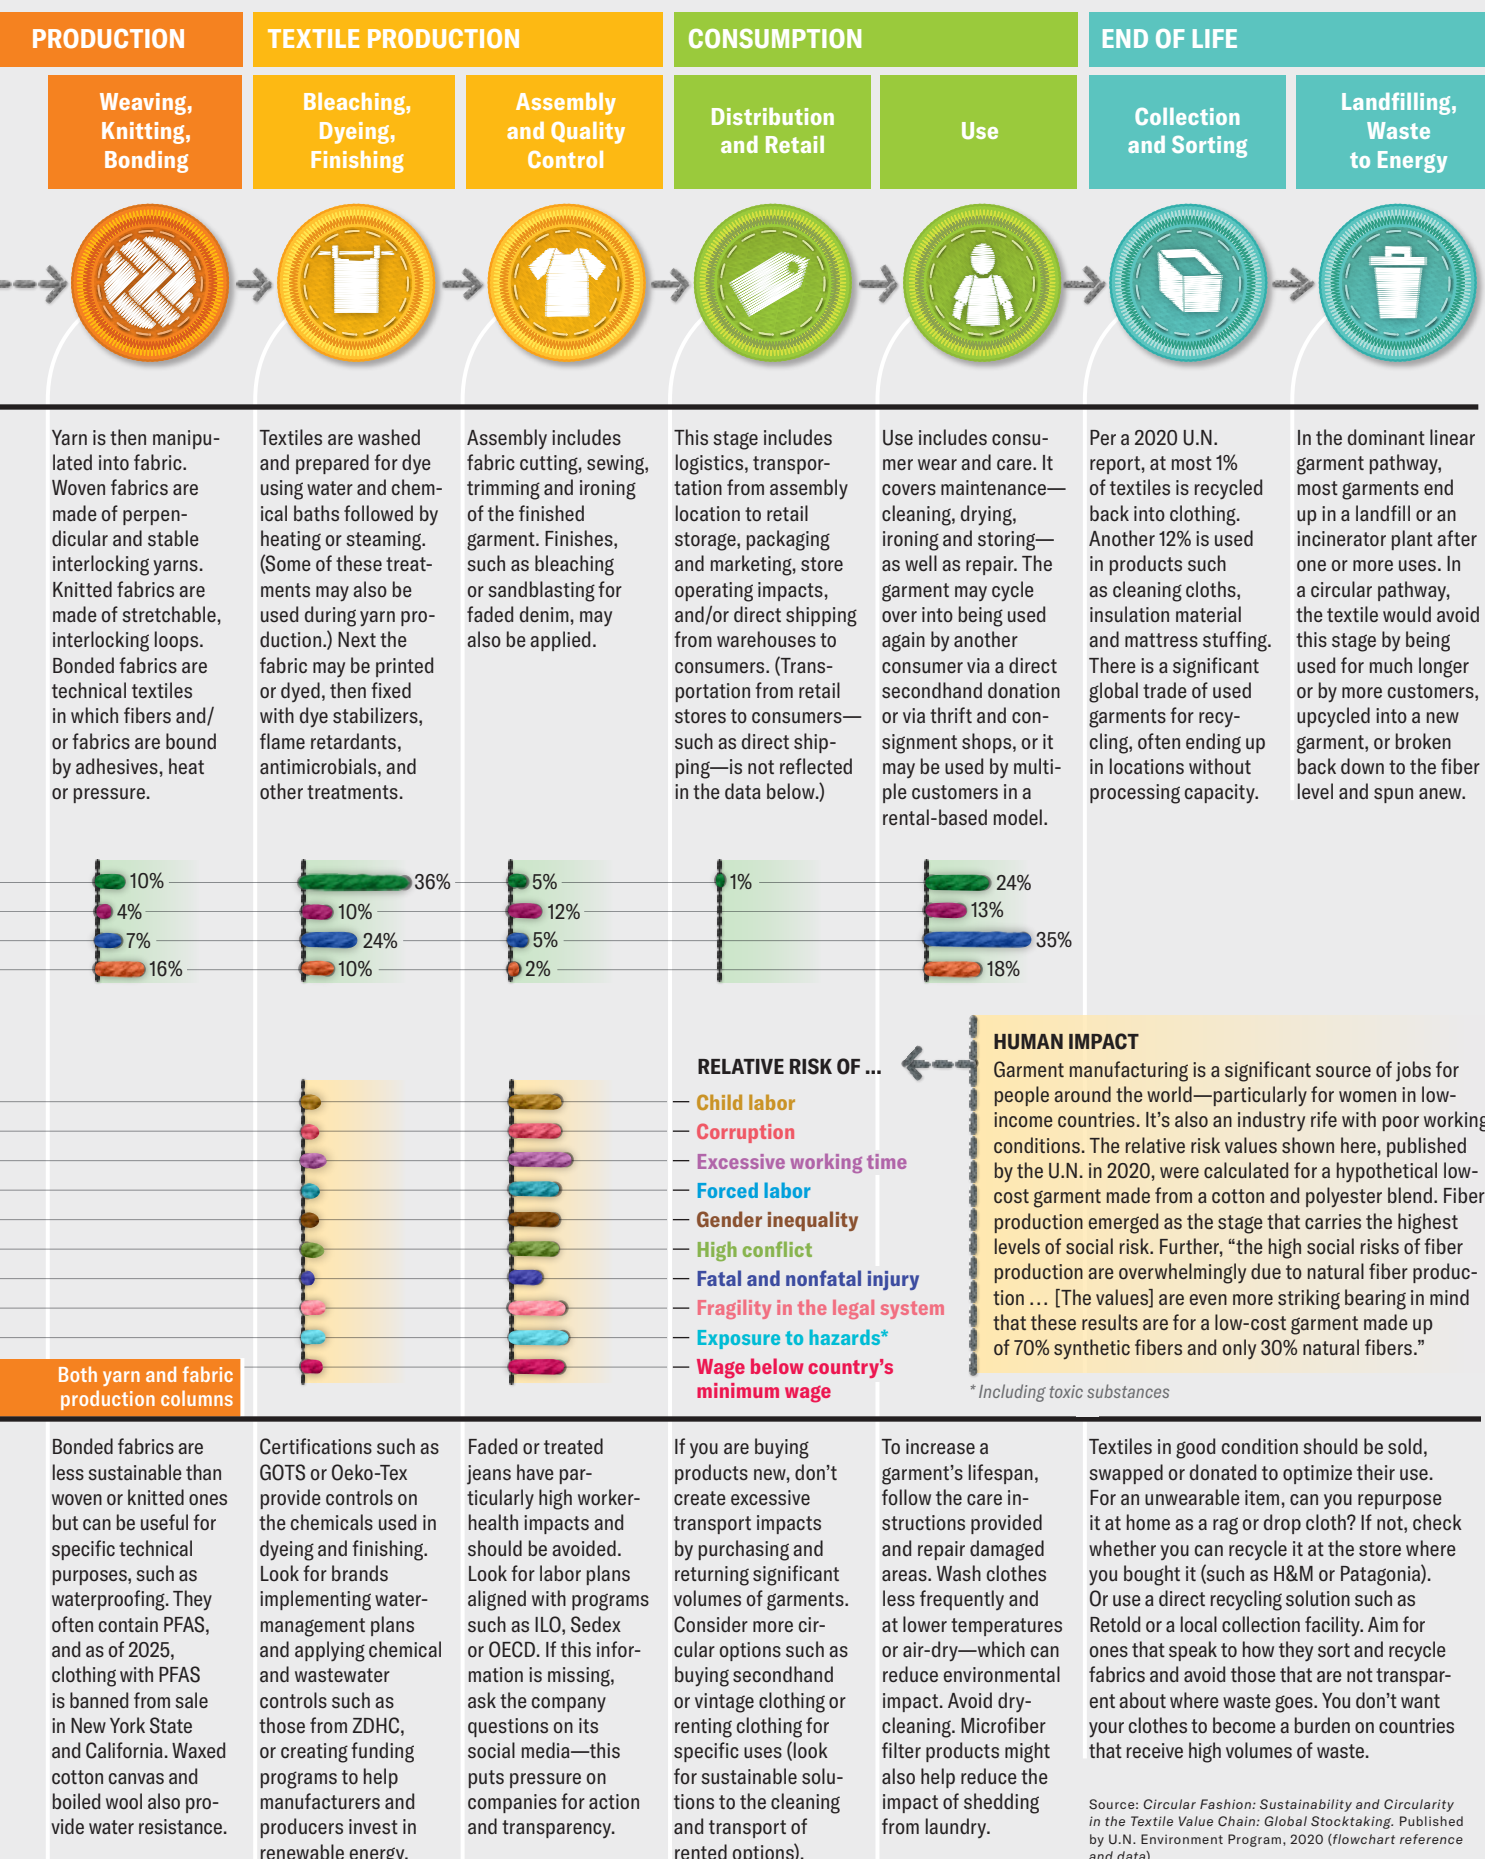 PRODUCTION
TEXTILE PRODUCTION
CONSUMPTION
END OF LIFE
Weaving,
Knitting,
Bonding
Bleaching,
Dyeing,
Finishing
Assembly
and Quality
Control
Distribution
and Retail
Use
Collection
and Sorting
Landfilling,
Waste
to Energy
Yarn is then manipu-
lated into fabric.
Woven fabrics are
made of perpen-
dicular and stable
interlocking yarns.
Knitted fabrics are
made of stretchable,
interlocking loops.
Bonded fabrics are
technical textiles
in which fibers and/
or fabrics are bound
by adhesives, heat
or pressure.
Textiles are washed
and prepared for dye
using water and chem-
ical baths followed by
heating or steaming.
(Some of these treat-
ments may also be
used during yarn pro-
duction.) Next the
fabric may be printed
or dyed, then fixed
with dye stabilizers,
flame retardants,
antimicrobials, and
other treatments.
Assembly includes
fabric cutting, sewing,
trimming and ironing
of the finished
garment. Finishes,
such as bleaching
or sandblasting for
faded denim, may
also be applied.
This stage includes
logistics, transpor-
tation from assembly
location to retail
storage, packaging
and marketing, store
operating impacts,
and/or direct shipping
from warehouses to
consumers. (Trans-
portation from retail
stores to consumers—
such as direct ship-
ping—is not reflected
in the data below.)
Use includes consu-
mer wear and care. It
covers maintenance—
cleaning, drying,
ironing and storing—
as well as repair. The
garment may cycle
over into being used
again by another
consumer via a direct
secondhand donation
or via thrift and con-
signment shops, or it
may be used by multi-
ple customers in a
rental-based model.
Per a 2020 U.N.
report, at most 1%
of textiles is recycled
back into clothing.
Another 12% is used
in products such
as cleaning cloths,
insulation material
and mattress stuffing.
There is a significant
global trade of used
garments for recy-
cling, often ending up
in locations without
processing capacity.
In the dominant linear
garment pathway,
most garments end
up in a landfill or an
incinerator plant after
one or more uses. In
a circular pathway,
the textile would avoid
this stage by being
used for much longer
or by more customers,
upcycled into a new
garment, or broken
back down to the fiber
level and spun anew.
10%
4%
7%
16%
36%
10%
24%
10%
5%
12%
5%
2%
1%
24%
13%
35%
18%
RELATIVE RISK OF ...
Child labor
Corruption
Excessive working time
Forced labor
Gender inequality
High conflict
Fatal and nonfatal injury
Fragility in the legal system
Exposure to hazards*
Wage below country's
minimum wage
HUMAN IMPACT
Garment manufacturing is a significant source of jobs for
people around the world—particularly for women in low-
income countries. It's also an industry rife with poor working
conditions. The relative risk values shown here, published
by the U.N. in 2020, were calculated for a hypothetical low-
cost garment made from a cotton and polyester blend. Fiber
production emerged as the stage that carries the highest
levels of social risk. Further, “the high social risks of fiber
production are overwhelmingly due to natural fiber produc-
tion ... [The values] are even more striking bearing in mind
that these results are for a low-cost garment made up
of 70% synthetic fibers and only 30% natural fibers.”
* Including toxic substances
Both yarn and fabric
production columns
Bonded fabrics are
less sustainable than
woven or knitted ones
but can be useful for
specific technical
purposes, such as
waterproofing. They
often contain PFAS,
and as of 2025,
clothing with PFAS
is banned from sale
in New York State
and California. Waxed
cotton canvas and
boiled wool also pro-
vide water resistance.
Certifications such as
GOTS or Oeko-Tex
provide controls on
the chemicals used in
dyeing and finishing.
Look for brands
implementing water-
management plans
and applying chemical
and wastewater
controls such as
those from ZDHC,
or creating funding
programs to help
manufacturers and
producers invest in
renewable energy.
Faded or treated
jeans have par-
ticularly high worker-
health impacts and
should be avoided.
Look for labor plans
aligned with programs
such as ILO, Sedex
or OECD. If this infor-
mation is missing,
ask the company
questions on its
social media—this
puts pressure on
companies for action
and transparency.
If you are buying
products new, don't
create excessive
transport impacts
by purchasing and
returning significant
volumes of garments.
Consider more cir-
cular options such as
buying secondhand
or vintage clothing or
renting clothing for
specific uses (look
for sustainable solu-
tions to the cleaning
and transport of
rented options).
To increase a
garment's lifespan,
follow the care in-
structions provided
and repair damaged
areas. Wash clothes
less frequently and
at lower temperatures
or air-dry—which can
reduce environmental
impact. Avoid dry-
cleaning. Microfiber
filter products might
also help reduce the
impact of shedding
from laundry.
Textiles in good condition should be sold,
swapped or donated to optimize their use.
For an unwearable item, can you repurpose
it at home as a rag or drop cloth? If not, check
whether you can recycle it at the store where
you bought it (such as H&M or Patagonia).
Or use a direct recycling solution such as
Retold or a local collection facility. Aim for
ones that speak to how they sort and recycle
fabrics and avoid those that are not transpar-
ent about where waste goes. You don't want
your clothes to become a burden on countries
that receive high volumes of waste.
Source: Circular Fashion: Sustainability and Circularity
in the Textile Value Chain: Global Stocktaking. Published
by U.N. Environment Program, 2020 (flowchart reference
and data)